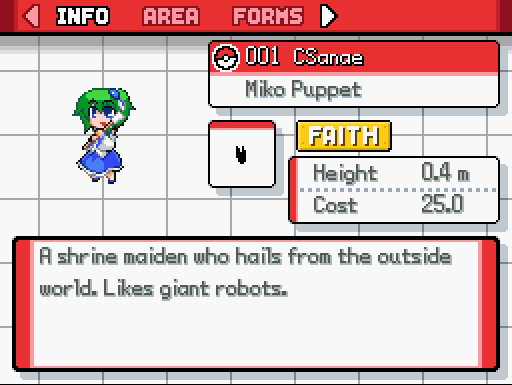 INFO AREA FORMS
001 CSanae
Miko Puppet
FAITH
Height 0.4 m
Cost 25.0
A shrine maiden who hails from the outside
world. Likes giant robots.